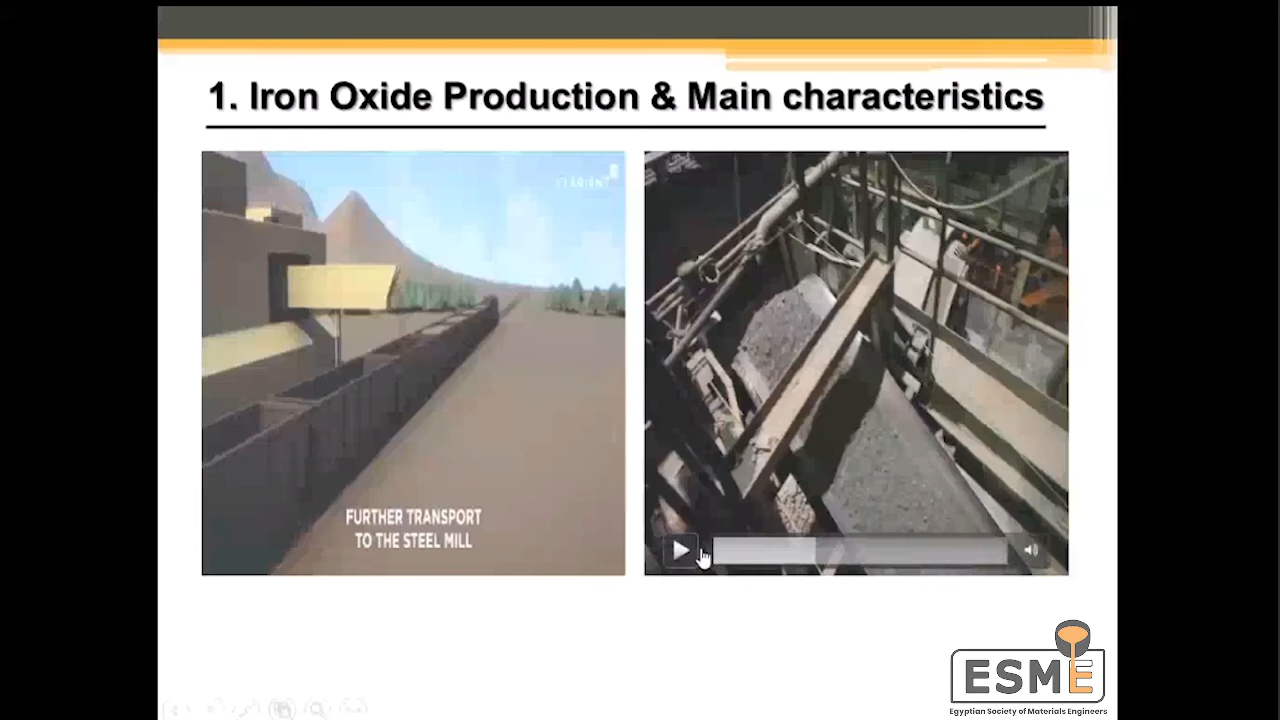 1. Iron Oxide Production & Main characteristics
FURTHER TRANSPORT
TO THE STEEL MILL
ESME
Egyptian Society of Materials Engineers